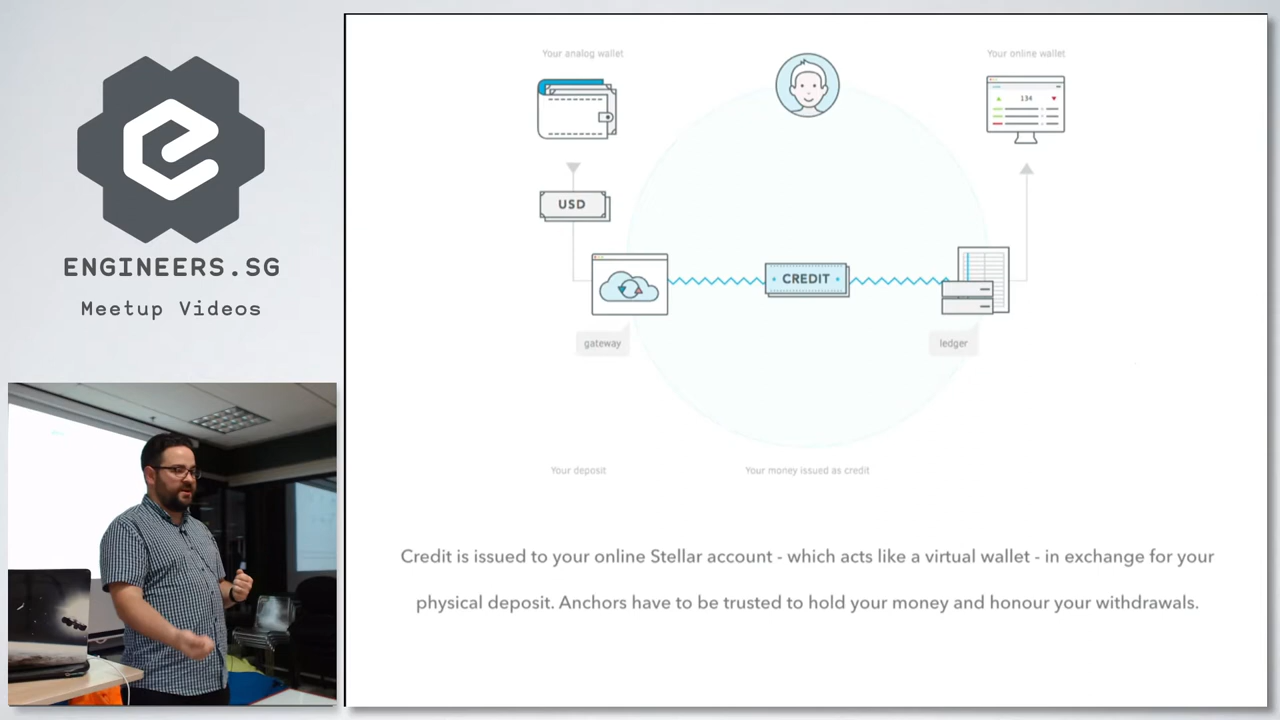 ENGINEERS.SG
Meetup Videos
Your analog wallet
Your online wallet
134
USD
CREDIT
gateway
ledger
Your deposit
Your money issued as credit
Credit is issued to your online Stellar account - which acts like a virtual wallet - in exchange for your
physical deposit. Anchors have to be trusted to hold your money and honour your withdrawals.